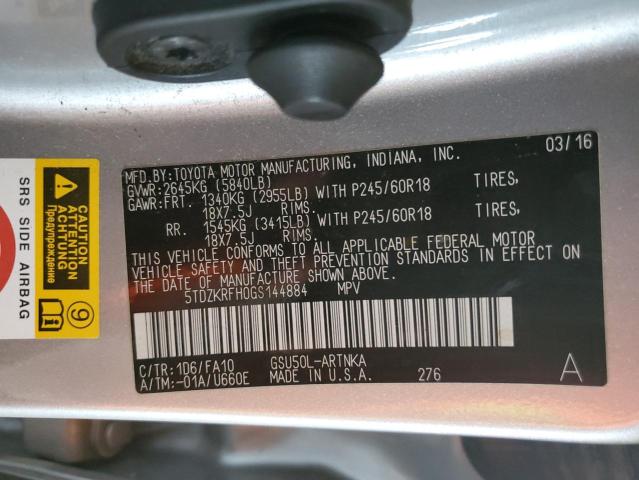 MFD.BY:TOYOTA MOTOR MANUFACTURING, INDIANA, INC. 03/16
GVWR:2645KG (5840LB)
GAWR:FRT. 1340KG (2955LB) WITH P245/60R18 TIRES,
18X7.5J RIMS.
RR. 1545KG (3415LB) WITH P245/60R18 TIRES,
18X7.5J RIMS.
THIS VEHICLE CONFORMS TO ALL APPLICABLE FEDERAL MOTOR
VEHICLE SAFETY AND THEFT PREVENTION STANDARDS IN EFFECT ON
THE DATE OF MANUFACTURE SHOWN ABOVE.
5TDZKRFH0GS144884 MPV
C/TR:1D6/FA10 GSU50L-ARTNKA
A/TM:-01A/U660E MADE IN U.S.A. 276 A
SRS SIDE AIRBAG
CAUTION
ATTENTION
ACHTUNG
Предупреждение
9